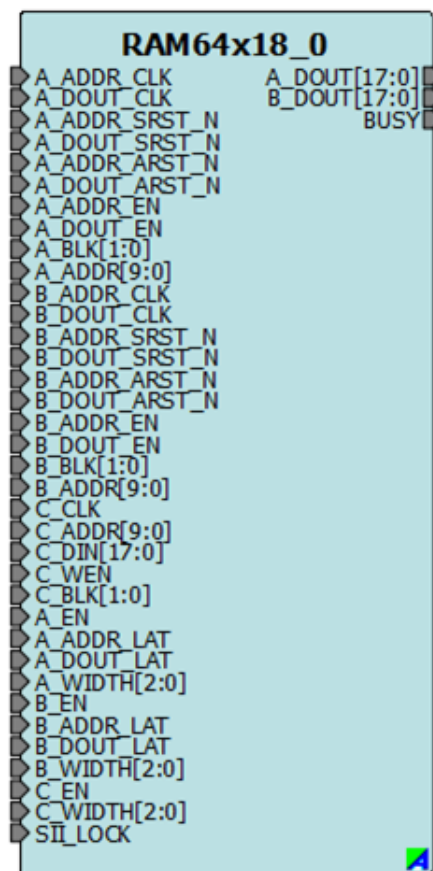 RAM64x18_0
A_ADDR_CLK A_DOUT[17:0]
A_DOUT_CLK B_DOUT[17:0]
A_ADDR_SRST_N BUSY
A_DOUT_SRST_N
A_ADDR_ARST_N
A_DOUT_ARST_N
A_ADDR_EN
A_DOUT_EN
A_BLK[1:0]
A_ADDR[9:0]
B_ADDR_CLK
B_DOUT_CLK
B_ADDR_SRST_N
B_DOUT_SRST_N
B_ADDR_ARST_N
B_DOUT_ARST_N
B_ADDR_EN
B_DOUT_EN
B_BLK[1:0]
B_ADDR[9:0]
C_CLK
C_ADDR[9:0]
C_DIN[17:0]
C_WEN
C_BLK[1:0]
A_EN
A_ADDR_LAT
A_DOUT_LAT
A_WIDTH[2:0]
B_EN
B_ADDR_LAT
B_DOUT_LAT
B_WIDTH[2:0]
C_EN
C_WIDTH[2:0]
SII_LOCK
A